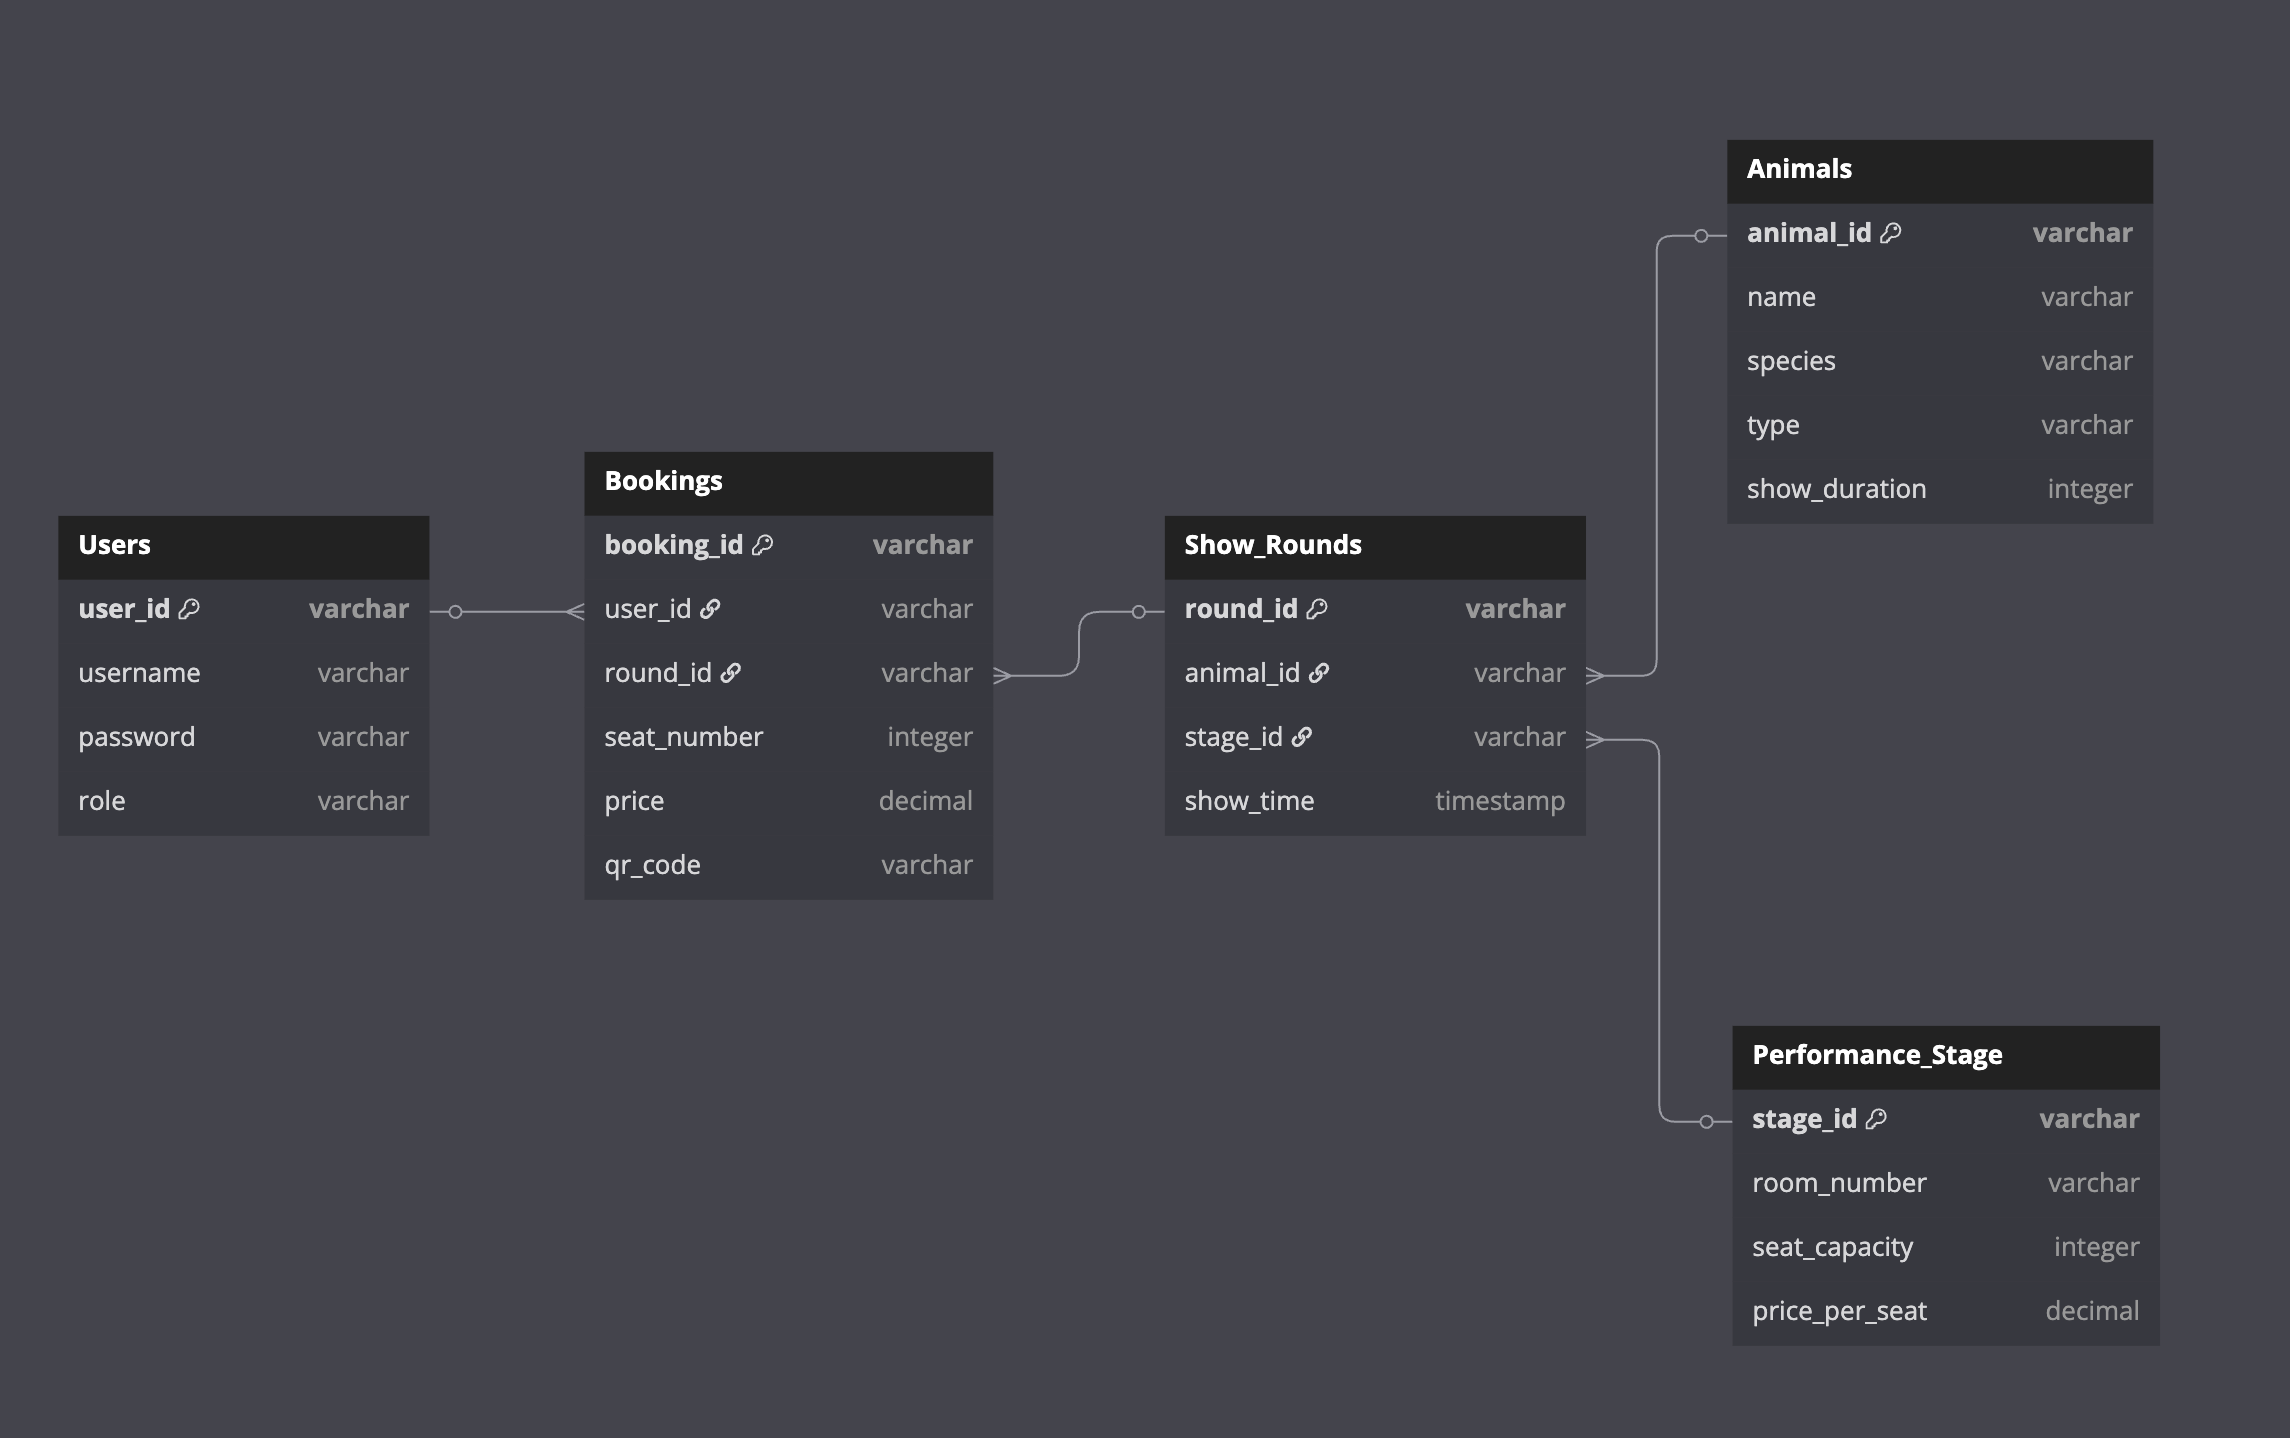 Users
user_id varchar
username varchar
password varchar
role varchar
Bookings
booking_id varchar
user_id varchar
round_id varchar
seat_number integer
price decimal
qr_code varchar
Show_Rounds
round_id varchar
animal_id varchar
stage_id varchar
show_time timestamp
Animals
animal_id varchar
name varchar
species varchar
type varchar
show_duration integer
Performance_Stage
stage_id varchar
room_number varchar
seat_capacity integer
price_per_seat decimal